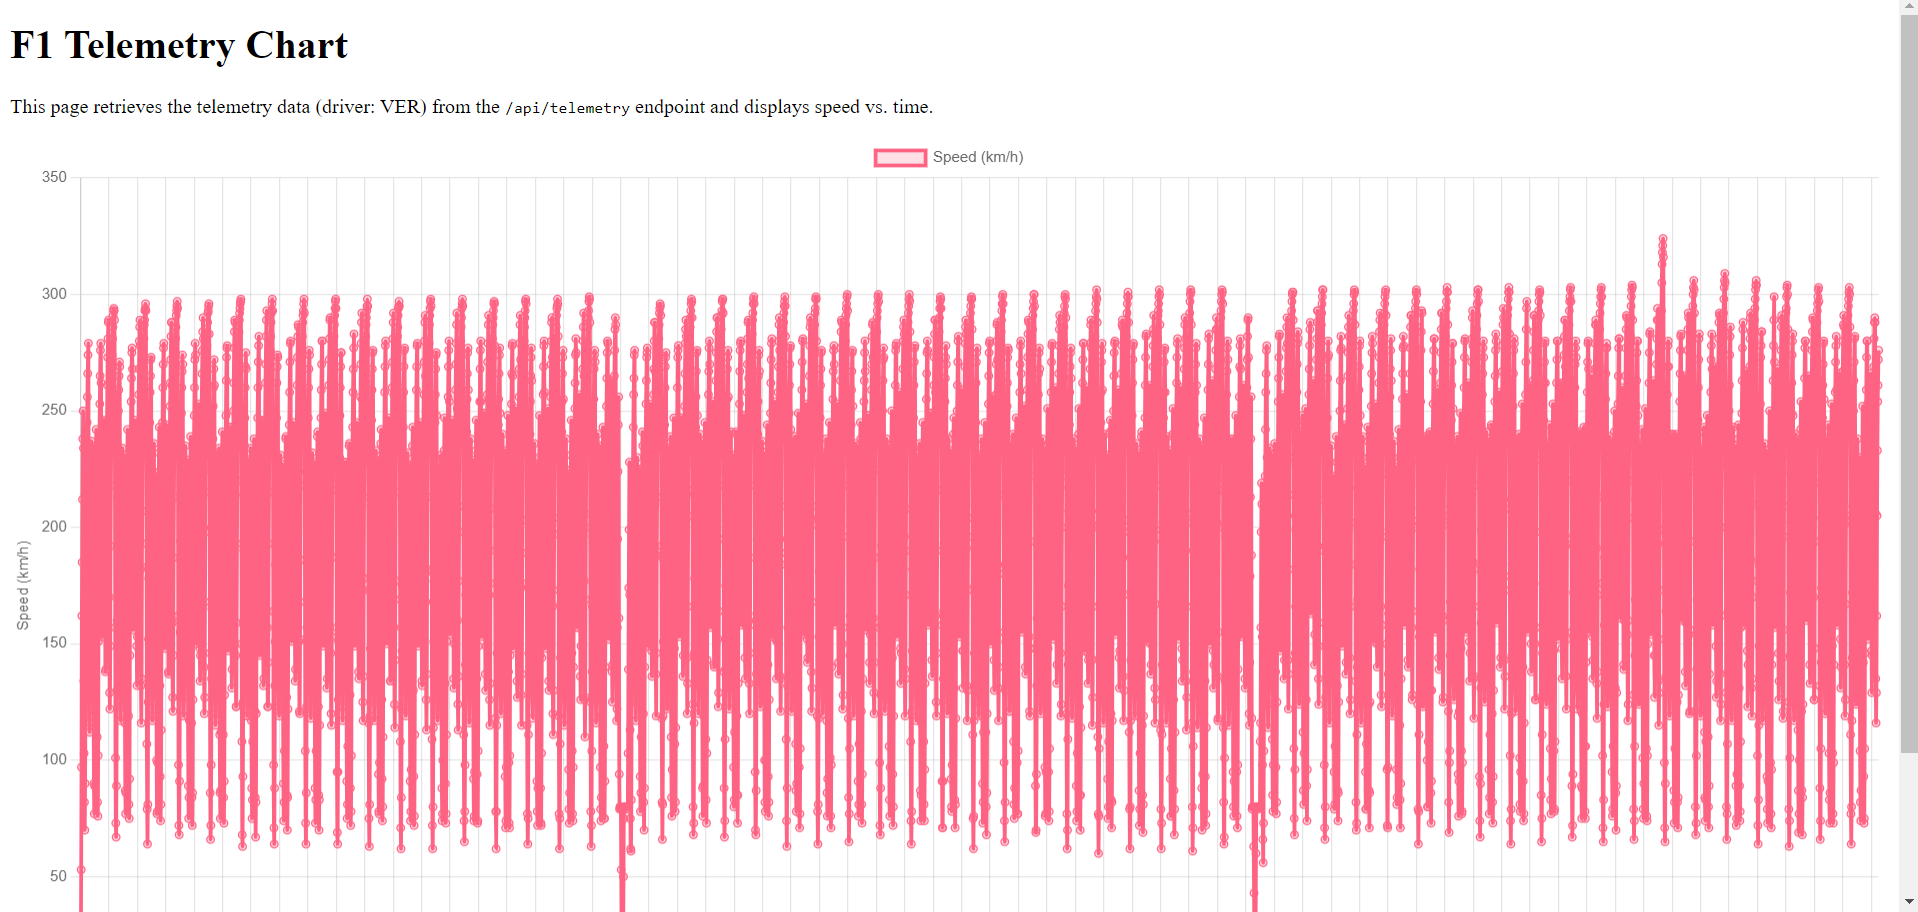 F1 Telemetry Chart
This page retrieves the telemetry data (driver: VER) from the /api/telemetry endpoint and displays speed vs. time.
Speed (km/h)
350
300
250
200
150
100
50
Speed (km/h)